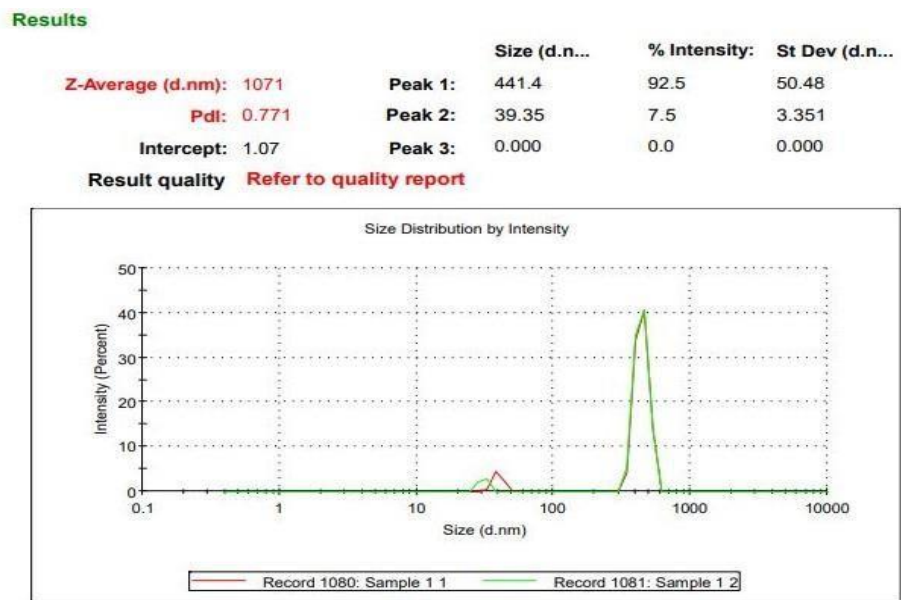 Results
Size (d.n... % Intensity: St Dev (d.n...
Z-Average (d.nm): 1071 Peak 1: 441.4 92.5 50.48
PdI: 0.771 Peak 2: 39.35 7.5 3.351
Intercept: 1.07 Peak 3: 0.000 0.0 0.000
Result quality Refer to quality report
Size Distribution by Intensity
50
40
30
20
10
0
Intensity (Percent)
0.1 1 10 100 1000 10000
Size (d.nm)
Record 1080: Sample 1 1 Record 1081: Sample 1 2